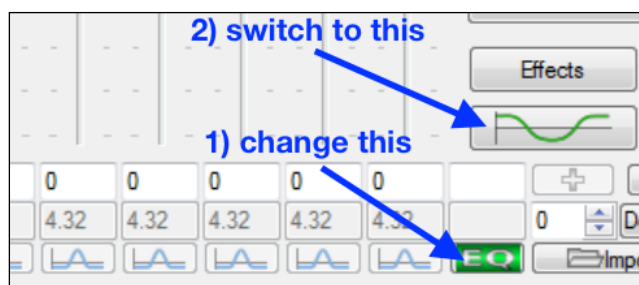 2) switch to this
Effects
1) change this
0 0 0 0 0
4.32 4.32 4.32 4.32 4.32 0
EQ